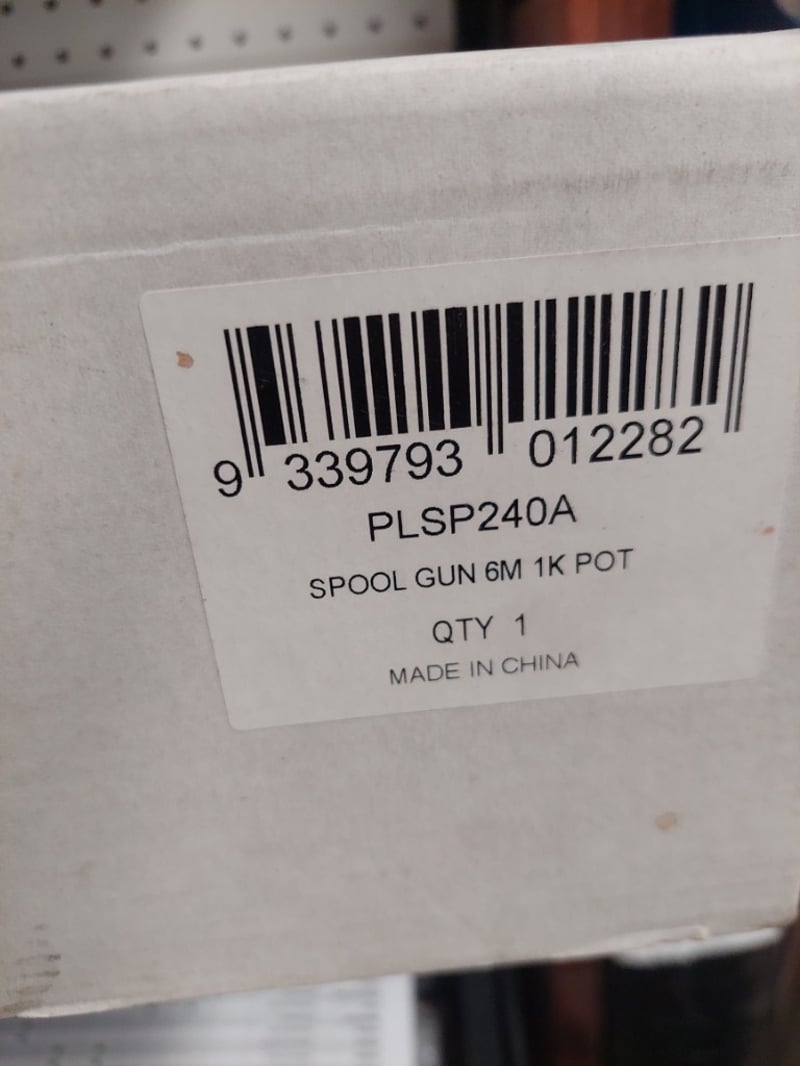 9 339793 012282
PLSP240A
SPOOL GUN 6M 1K POT
QTY 1
MADE IN CHINA